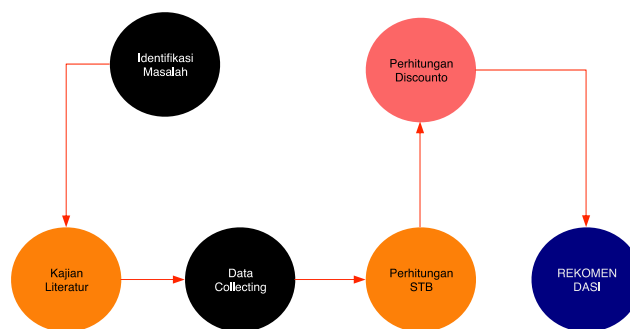 Identifikasi
Masalah
Kajian
Literatur
Data
Collecting
Perhitungan
STB
Perhitungan
Discounto
REKOMEN
DASI